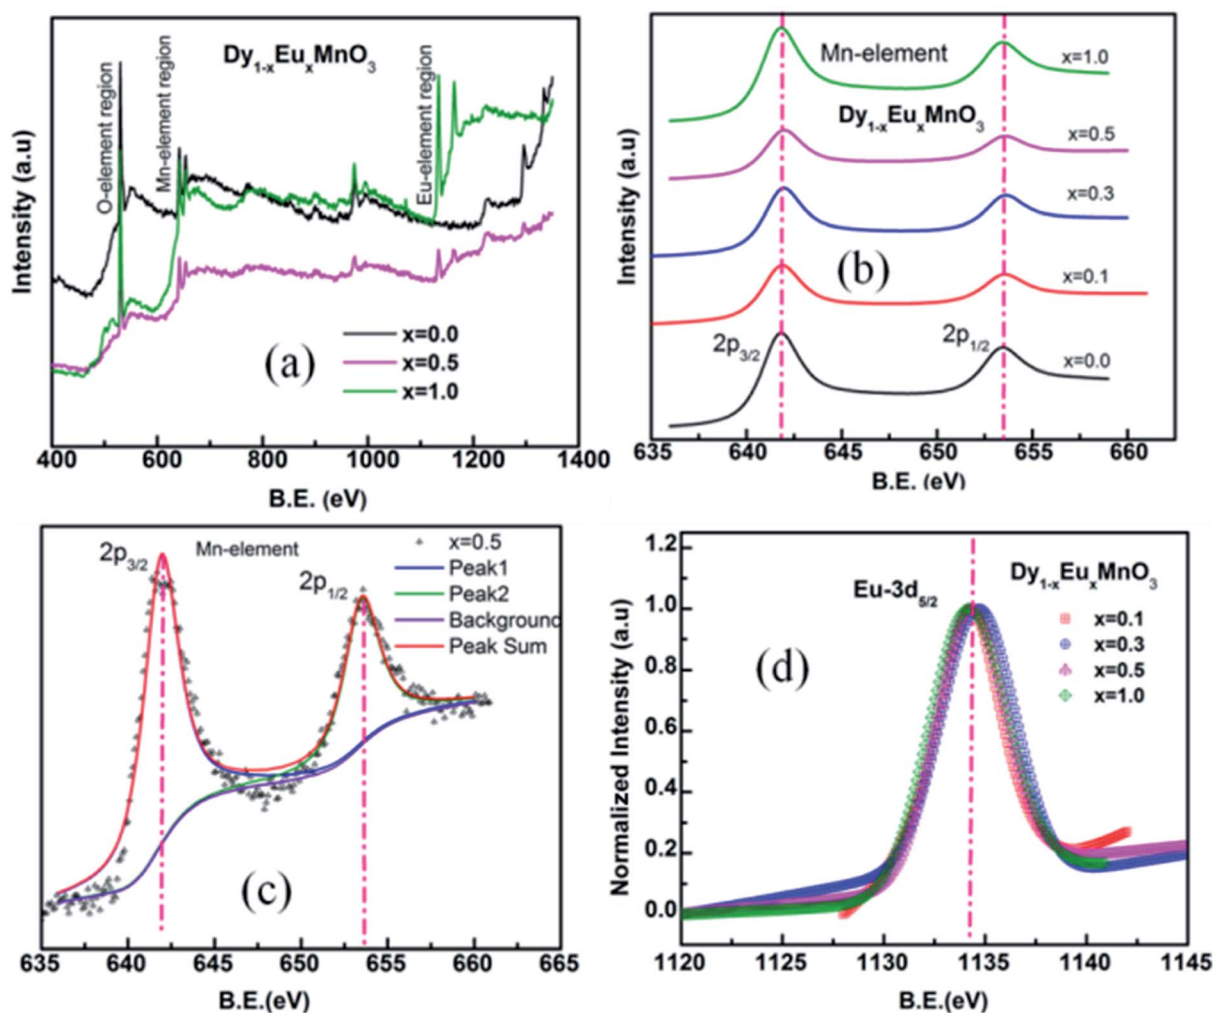 Dy1-xEuxMnO3
O-element region
Mn-element region
Eu-element region
Intensity (a.u)
(a)
x=0.0
x=0.5
x=1.0
400 600 800 1000 1200 1400
B.E. (eV)
Mn-element
x=1.0
Dy1-xEuxMnO3
x=0.5
x=0.3
(b)
x=0.1
2p3/2
2p1/2
x=0.0
Intensity (a.u)
635 640 645 650 655 660
B.E. (eV)
2p3/2
Mn-element
2p1/2
x=0.5
Peak1
Peak2
Background
Peak Sum
(c)
635 640 645 650 655 660 665
B.E.(eV)
Eu-3d5/2
Dy1-xEuxMnO3
x=0.1
x=0.3
x=0.5
x=1.0
(d)
Normalized Intensity (a.u)
1.2
1.0
0.8
0.6
0.4
0.2
0.0
1120 1125 1130 1135 1140 1145
B.E.(eV)